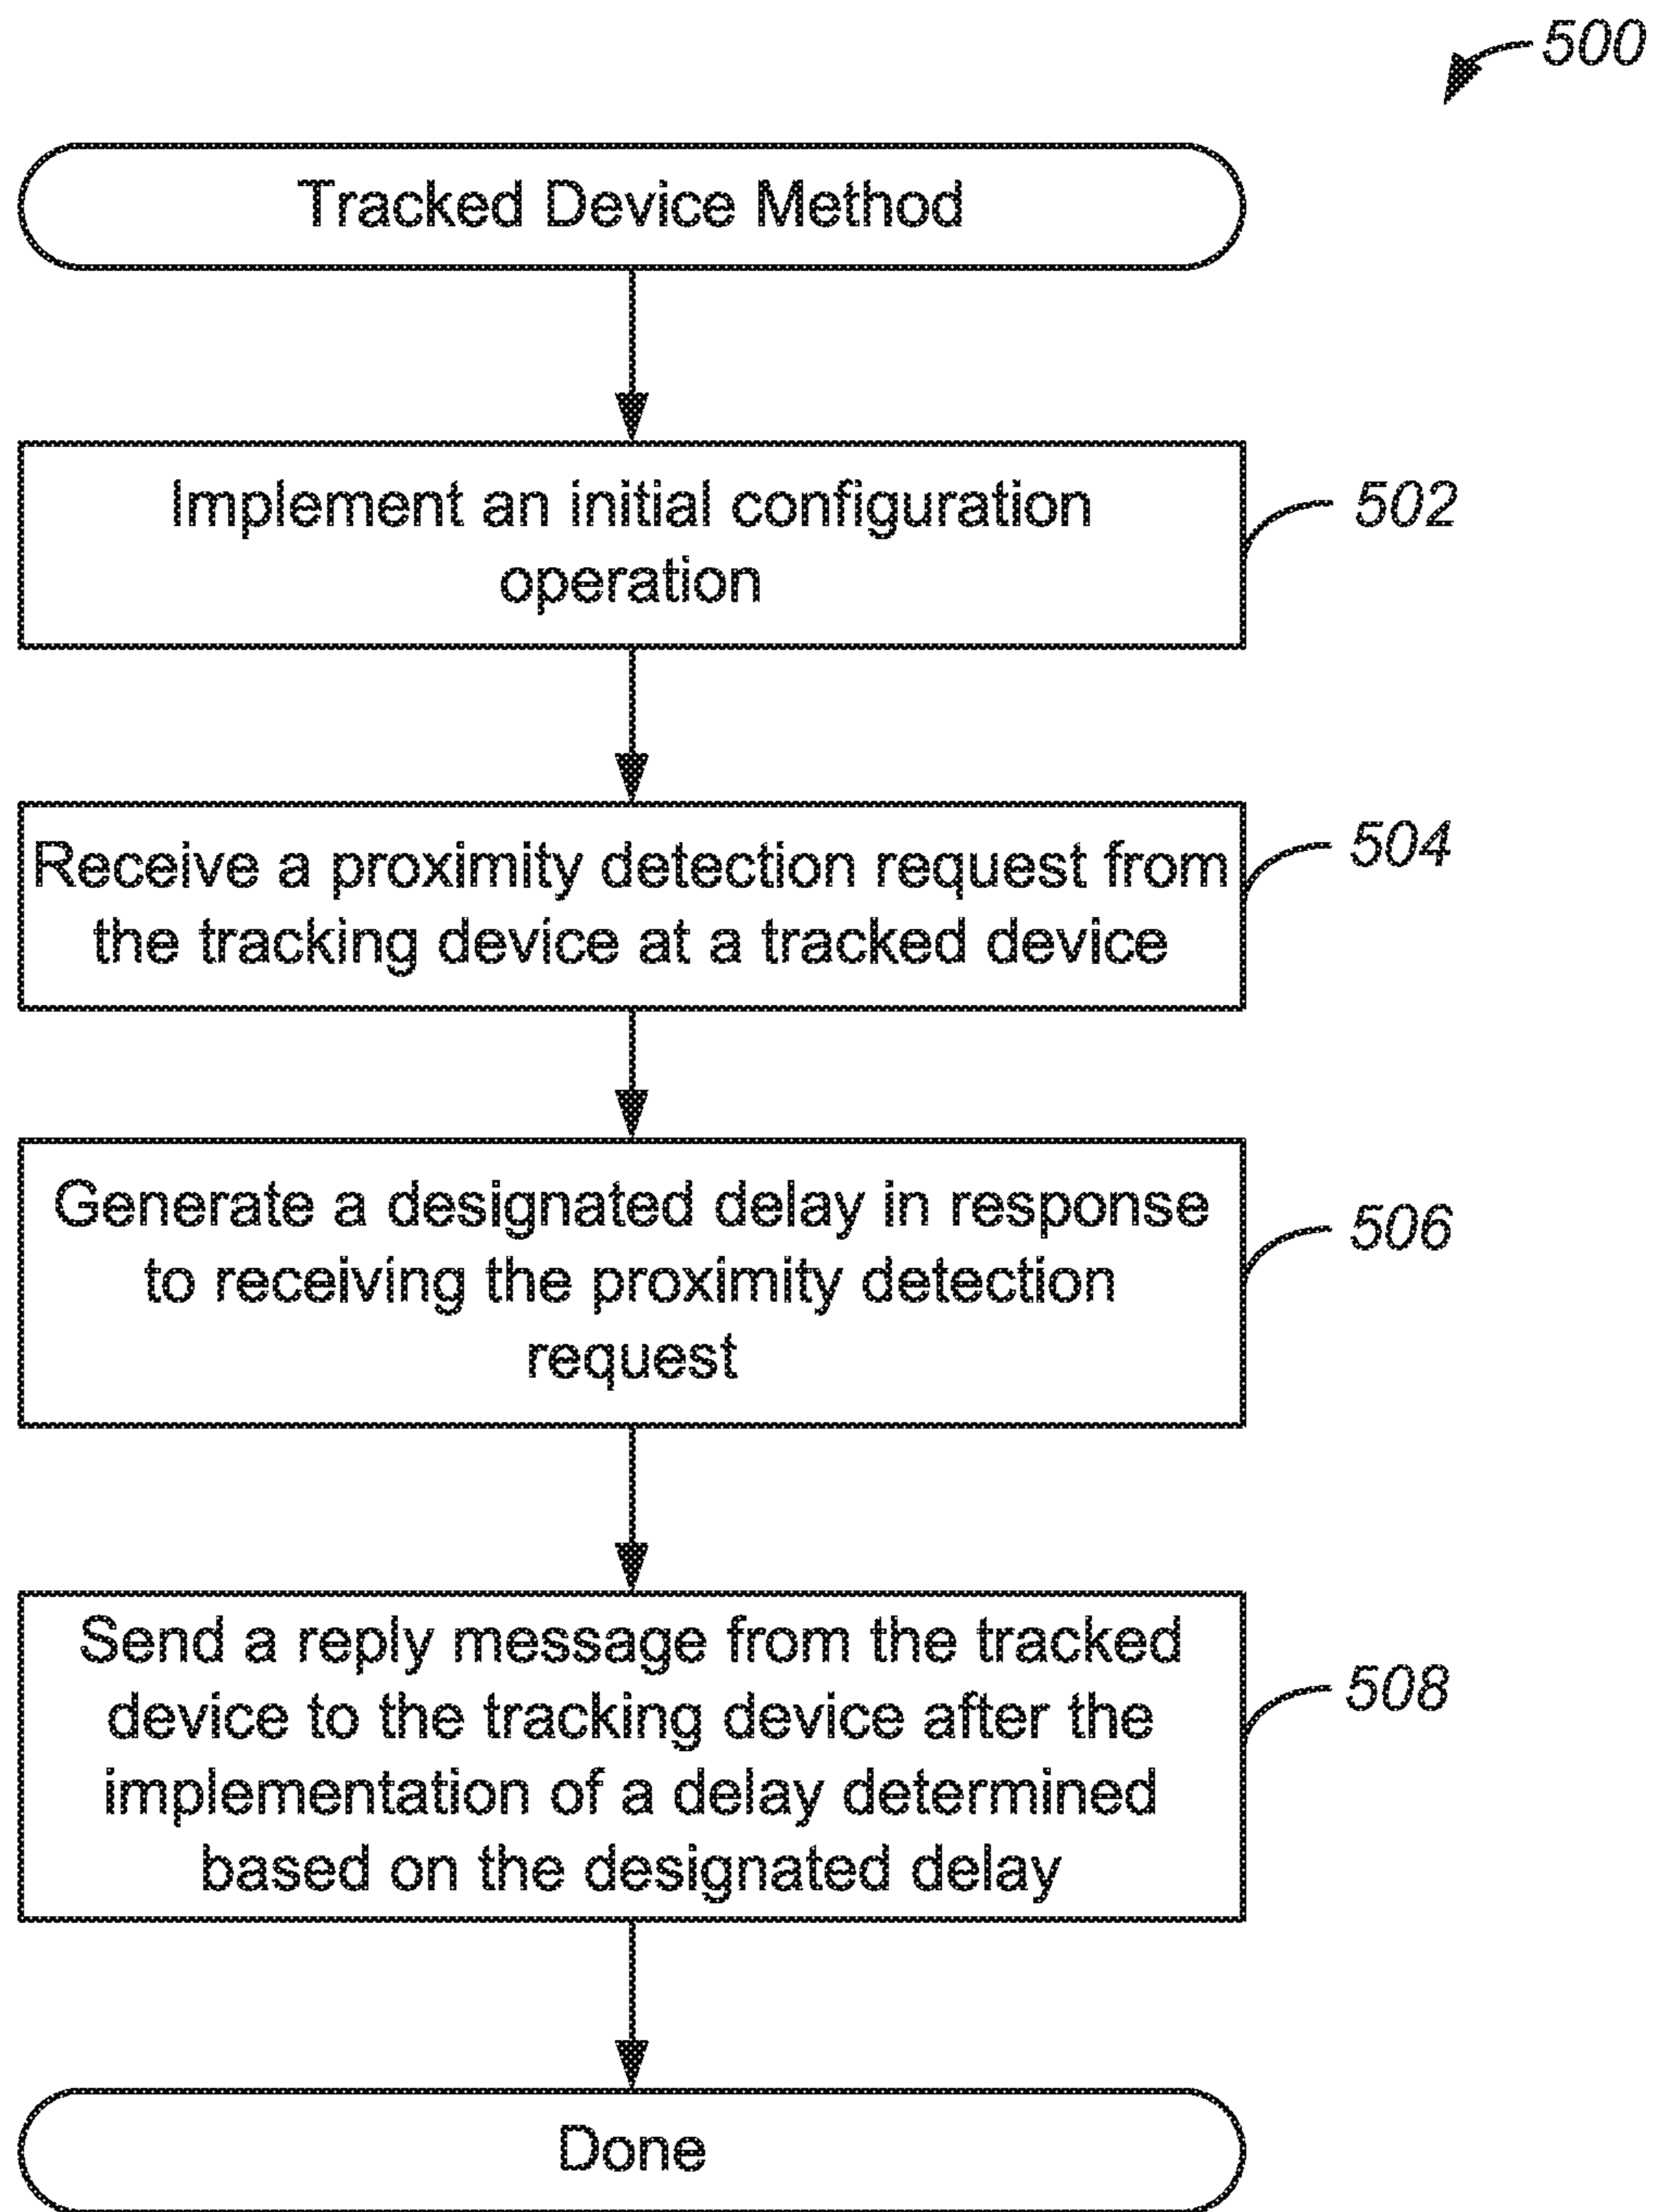 500
Tracked Device Method
Implement an initial configuration
operation
502
Receive a proximity detection request from
the tracking device at a tracked device
504
Generate a designated delay in response
to receiving the proximity detection
request
506
Send a reply message from the tracked
device to the tracking device after the
implementation of a delay determined
based on the designated delay
508
Done